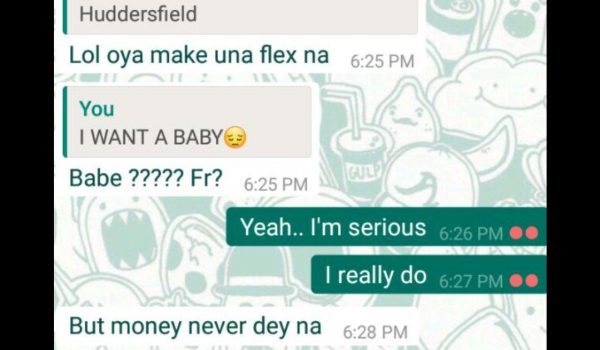 Huddersfield
Lol oya make una flex na 6:25 PM
You
I WANT A BABY😔
Babe ????? Fr? 6:25 PM
Yeah.. I'm serious 6:26 PM
I really do 6:27 PM
But money never dey na 6:28 PM
GULP